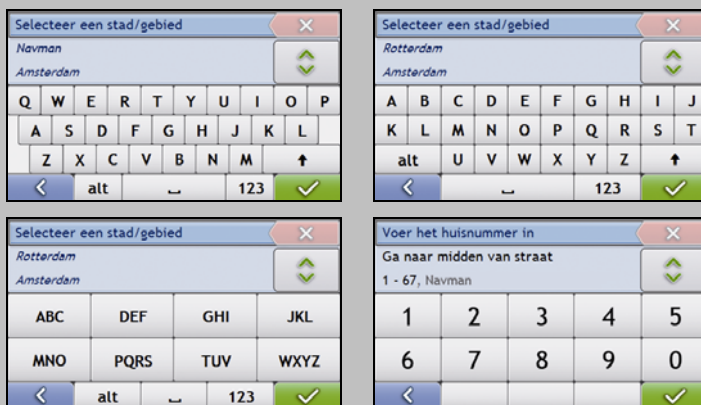 Selecteer een stad/gebied
Navman
Amsterdam
Q W E R T Y U I O P
A S D F G H J K L
Z X C V B N M
alt 123
Selecteer een stad/gebied
Rotterdam
Amsterdam
A B C D E F G H I J
K L M N O P Q R S T
alt U V W X Y Z
123
Selecteer een stad/gebied
Rotterdam
Amsterdam
ABC DEF GHI JKL
MNO PQRS TUV WXYZ
alt 123
Voer het huisnummer in
Ga naar midden van straat
1 - 67, Navman
1 2 3 4 5
6 7 8 9 0